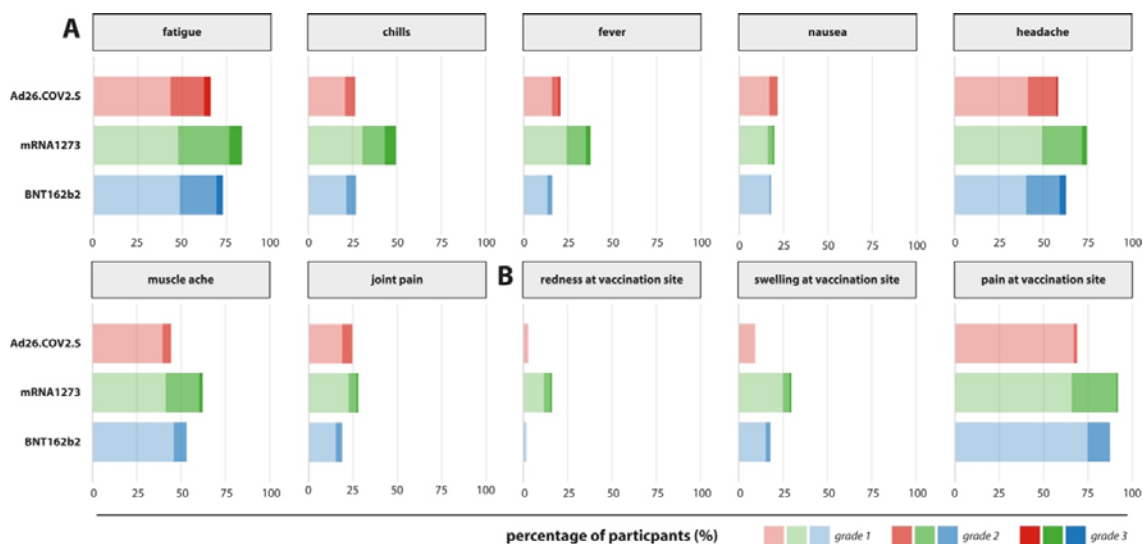 A
fatigue chills fever nausea headache
Ad26.COV2.S
mRNA1273
BNT162b2
0 25 50 75 100 0 25 50 75 100 0 25 50 75 100 0 25 50 75 100 0 25 50 75 100
B
muscle ache joint pain redness at vaccination site swelling at vaccination site pain at vaccination site
Ad26.COV2.S
mRNA1273
BNT162b2
0 25 50 75 100 0 25 50 75 100 0 25 50 75 100 0 25 50 75 100 0 25 50 75 100
percentage of particpants (%) grade 1 grade 2 grade 3